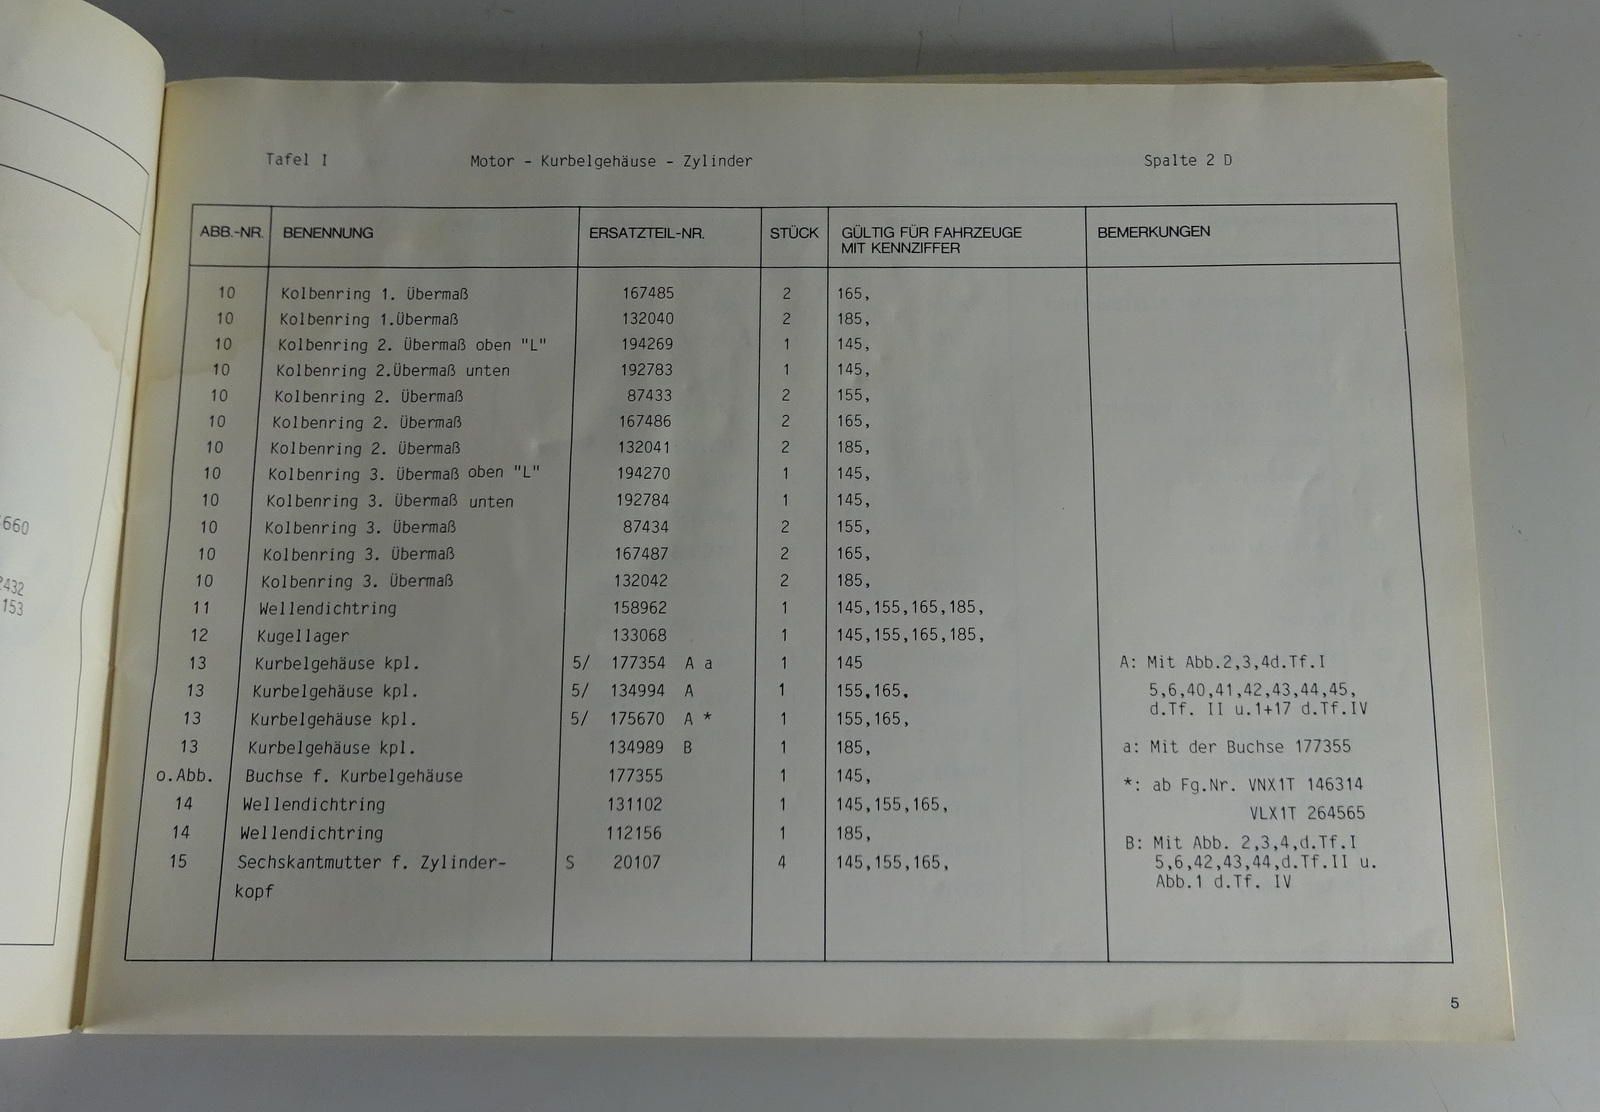 Tafel I Motor - Kurbelgehäuse - Zylinder Spalte 2 D
ABB.-NR. BENENNUNG ERSATZTEIL-NR. STÜCK GÜLTIG FÜR FAHRZEUGE BEMERKUNGEN
MIT KENNZIFFER
10 Kolbenring 1. Übermaß 167485 2 165,
10 Kolbenring 1.Übermaß 132040 2 185,
10 Kolbenring 2. Übermaß oben "L" 194269 1 145,
10 Kolbenring 2.Übermaß unten 192783 1 145,
10 Kolbenring 2. Übermaß 87433 2 155,
10 Kolbenring 2. Übermaß 167486 2 165,
10 Kolbenring 2. Übermaß 132041 2 185,
10 Kolbenring 3. Übermaß oben "L" 194270 1 145,
10 Kolbenring 3. Übermaß unten 192784 1 145,
10 Kolbenring 3. Übermaß 87434 2 155,
10 Kolbenring 3. Übermaß 167487 2 165,
10 Kolbenring 3. Übermaß 132042 2 185,
11 Wellendichtring 158962 1 145,155,165,185,
12 Kugellager 133068 1 145,155,165,185,
13 Kurbelgehäuse kpl. 5/ 177354 A a 1 145 A: Mit Abb.2,3,4d.Tf.I
13 Kurbelgehäuse kpl. 5/ 134994 A 1 155,165. 5,6,40,41,42,43,44,45,
d.Tf. II u.1+17 d.Tf.IV
13 Kurbelgehäuse kpl. 5/ 175670 A * 1 155,165,
13 Kurbelgehäuse kpl. 134989 B 1 185, a: Mit der Buchse 177355
o.Abb. Buchse f. Kurbelgehäuse 177355 1 145,
*: ab Fg.Nr. VNX1T 146314
14 Wellendichtring 131102 1 145,155,165,
VLX1T 264565
14 Wellendichtring 112156 1 185,
B: Mit Abb. 2,3,4,d.Tf.I
15 Sechskantmutter f. Zylinder- S 20107 4 145,155,165, 5,6,42,43,44,d.Tf.II u.
Abb.1 d.Tf. IV
kopf
5
660
2432
153